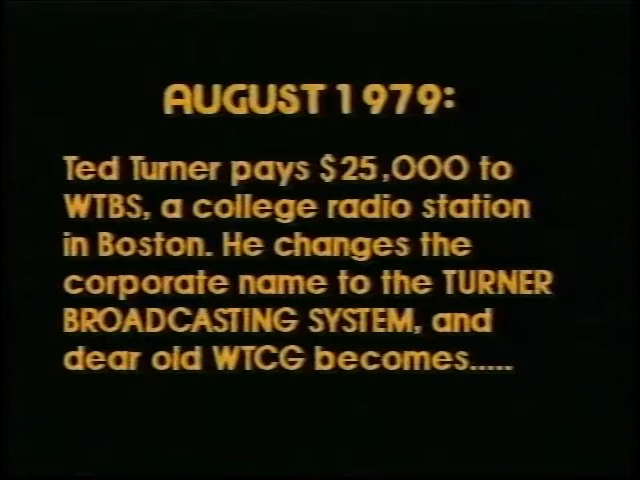 AUGUST 1979:
Ted Turner pays $25,000 to
WTBS, a college radio station
in Boston. He changes the
corporate name to the TURNER
BROADCASTING SYSTEM, and
dear old WTCG becomes.....